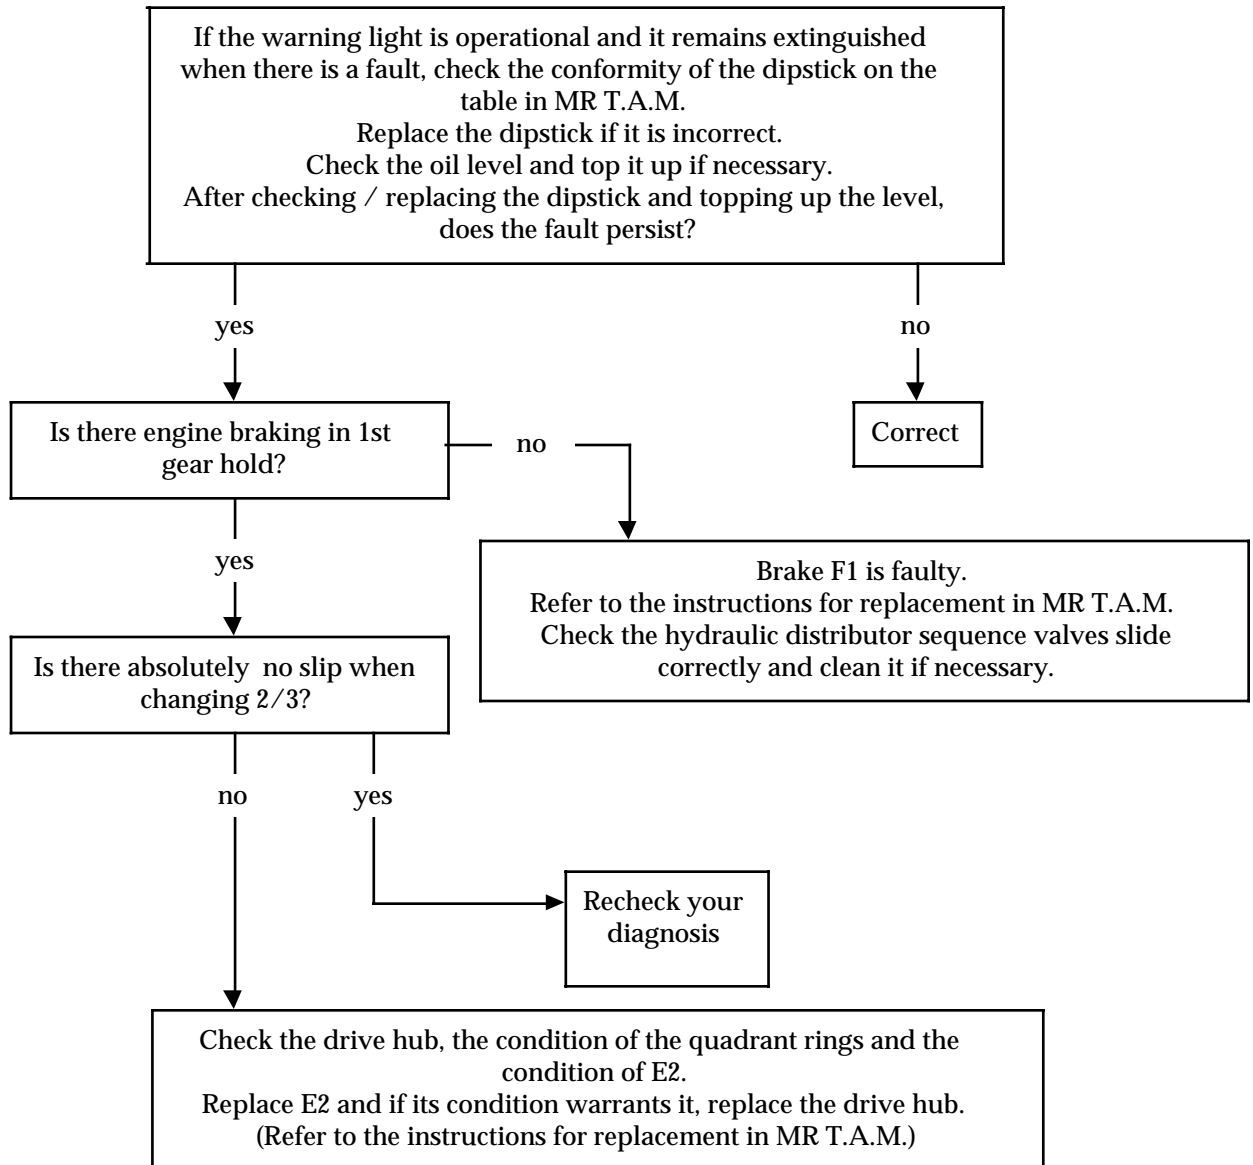 If the warning light is operational and it remains extinguished
when there is a fault, check the conformity of the dipstick on the
table in MR T.A.M.
Replace the dipstick if it is incorrect.
Check the oil level and top it up if necessary.
After checking / replacing the dipstick and topping up the level,
does the fault persist?
yes
no
Is there engine braking in 1st
gear hold?
no
Correct
yes
Brake F1 is faulty.
Refer to the instructions for replacement in MR T.A.M.
Check the hydraulic distributor sequence valves slide
correctly and clean it if necessary.
Is there absolutely no slip when
changing 2/3?
no
yes
Recheck your
diagnosis
Check the drive hub, the condition of the quadrant rings and the
condition of E2.
Replace E2 and if its condition warrants it, replace the drive hub.
(Refer to the instructions for replacement in MR T.A.M.)